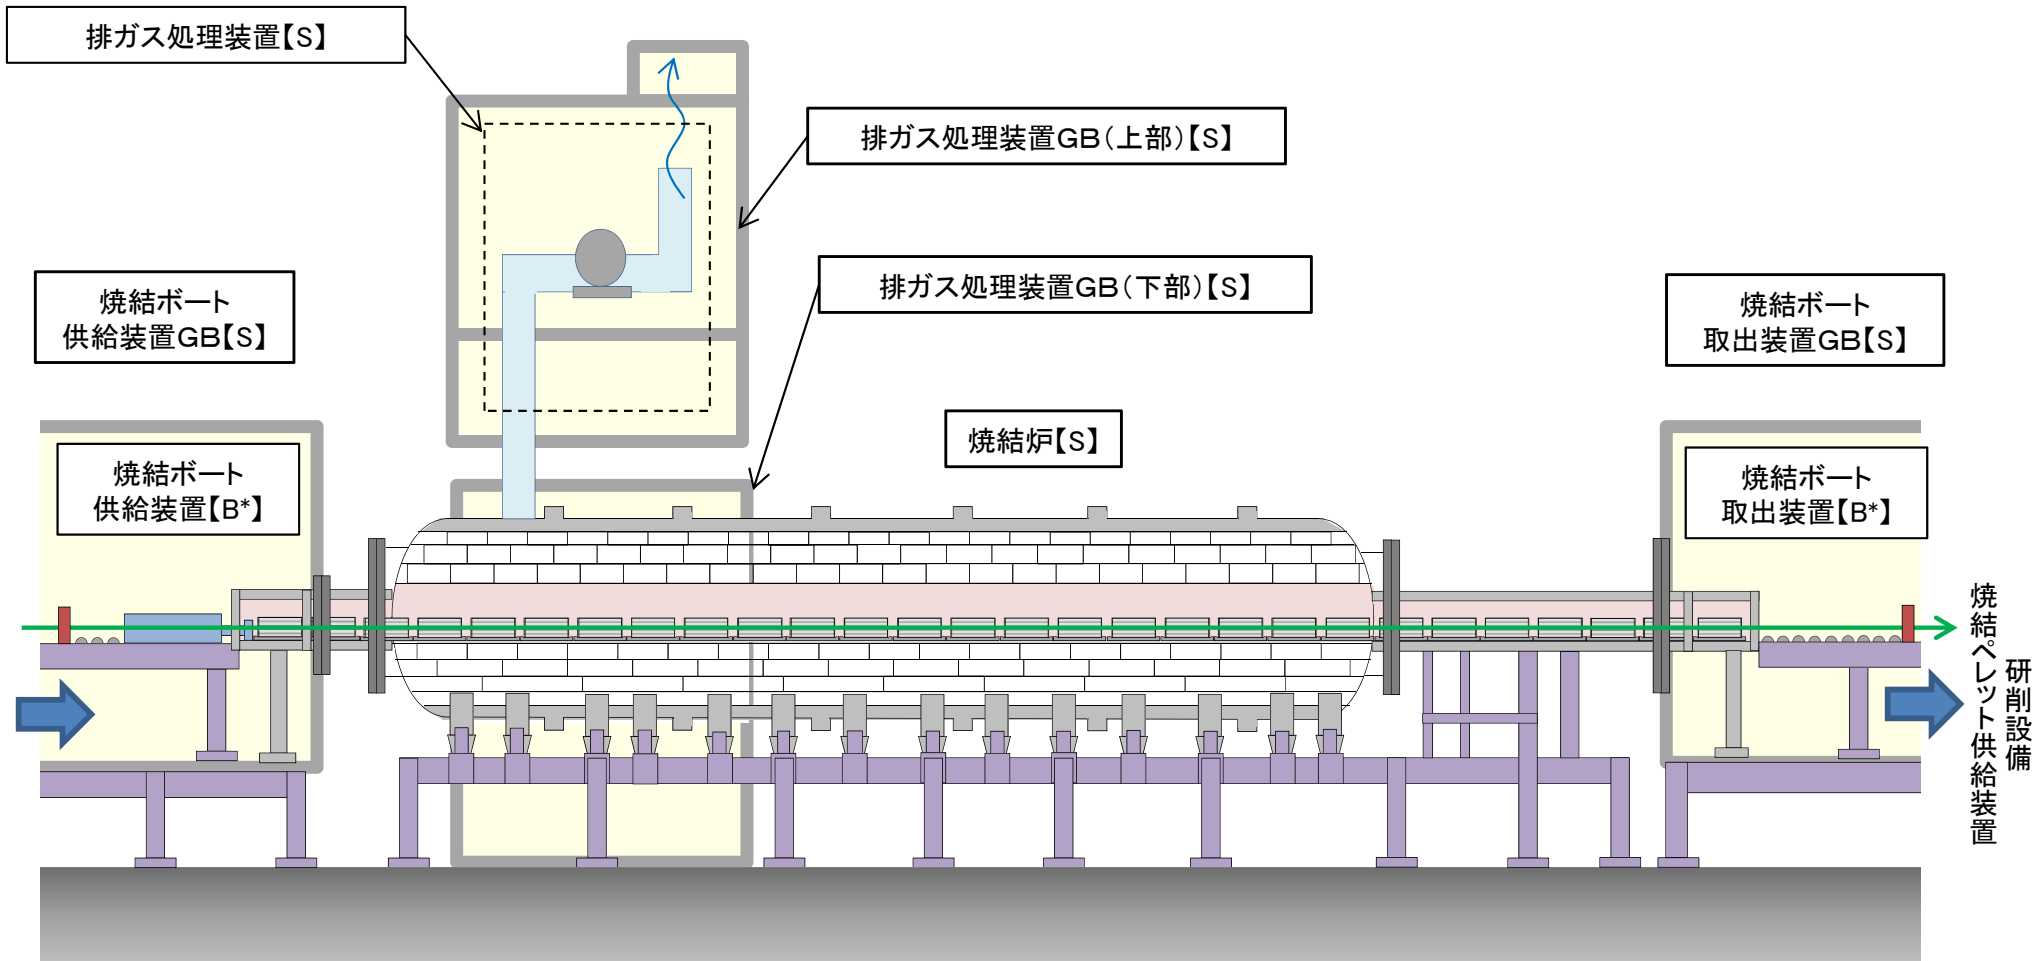 排ガス処理装置【S】
排ガス処理装置GB(上部)【S】
排ガス処理装置GB(下部)【S】
焼結ボート
供給装置GB【S】
焼結ボート
取出装置GB【S】
焼結炉【S】
焼結ボート
供給装置【B*】
焼結ボート
取出装置【B*】
研削設備
焼結ペレット供給装置